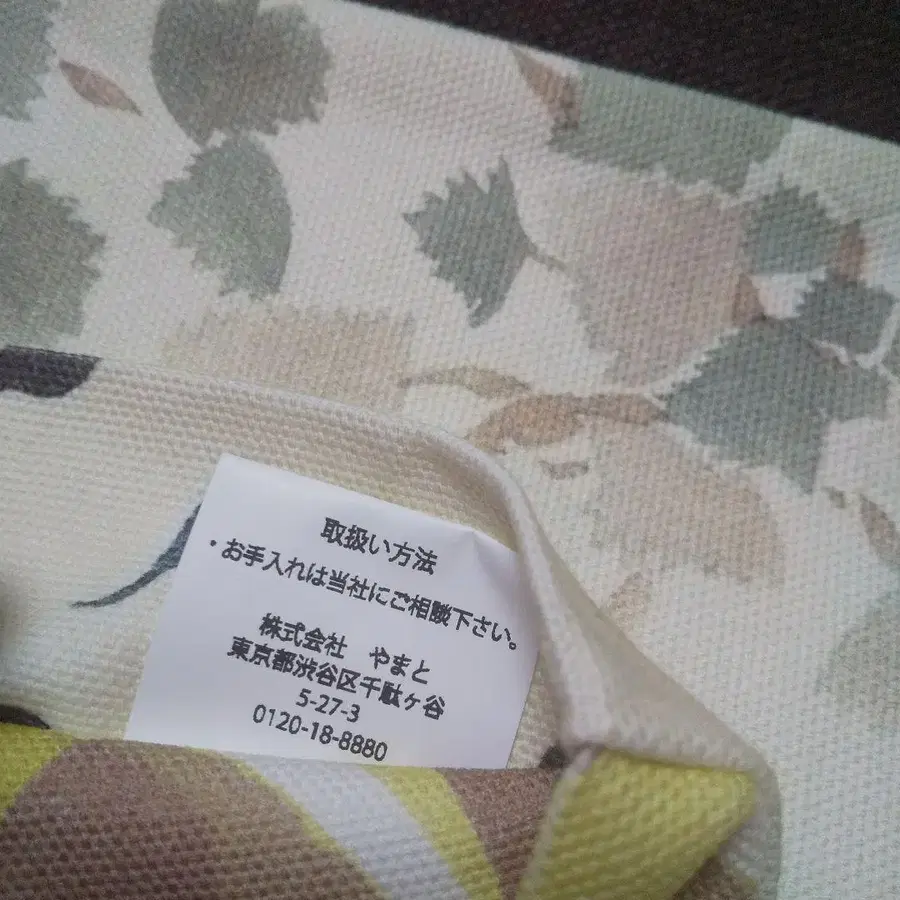 取扱い方法
・お手入れは当社にご相談下さい。
株式会社　やまと
東京都渋谷区千駄ヶ谷
5-27-3
0120-18-8880